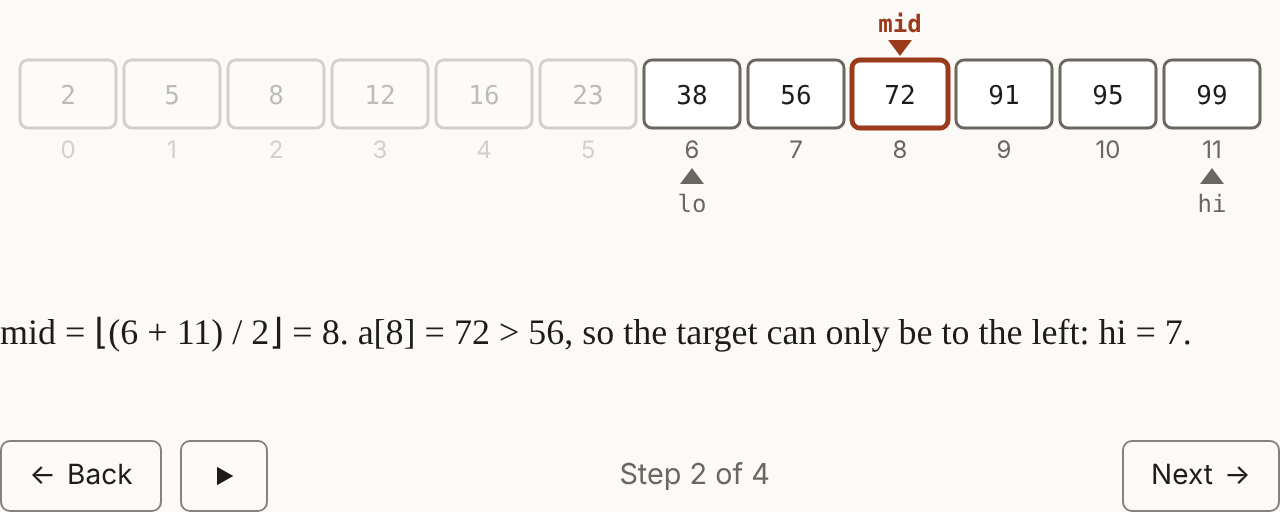 mid
2 5 8 12 16 23 38 56 72 91 95 99
0 1 2 3 4 5 6 7 8 9 10 11
lo hi
mid = ⌊(6 + 11) / 2⌋ = 8. a[8] = 72 > 56, so the target can only be to the left: hi = 7.
← Back ▶ Step 2 of 4 Next →